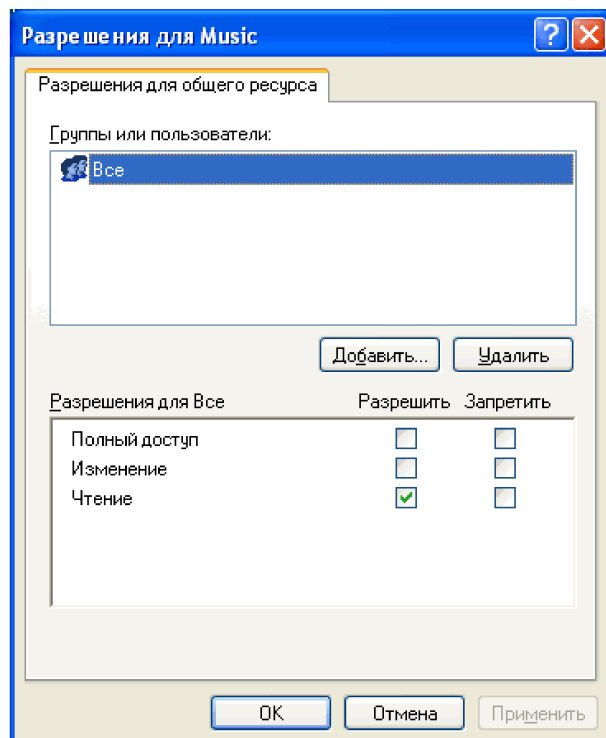 Разрешения для Music
Разрешения для общего ресурса
Группы или пользователи:
Все
Добавить... Удалить
Разрешения для Все Разрешить Запретить
Полный доступ
Изменение
Чтение
OK Отмена Применить